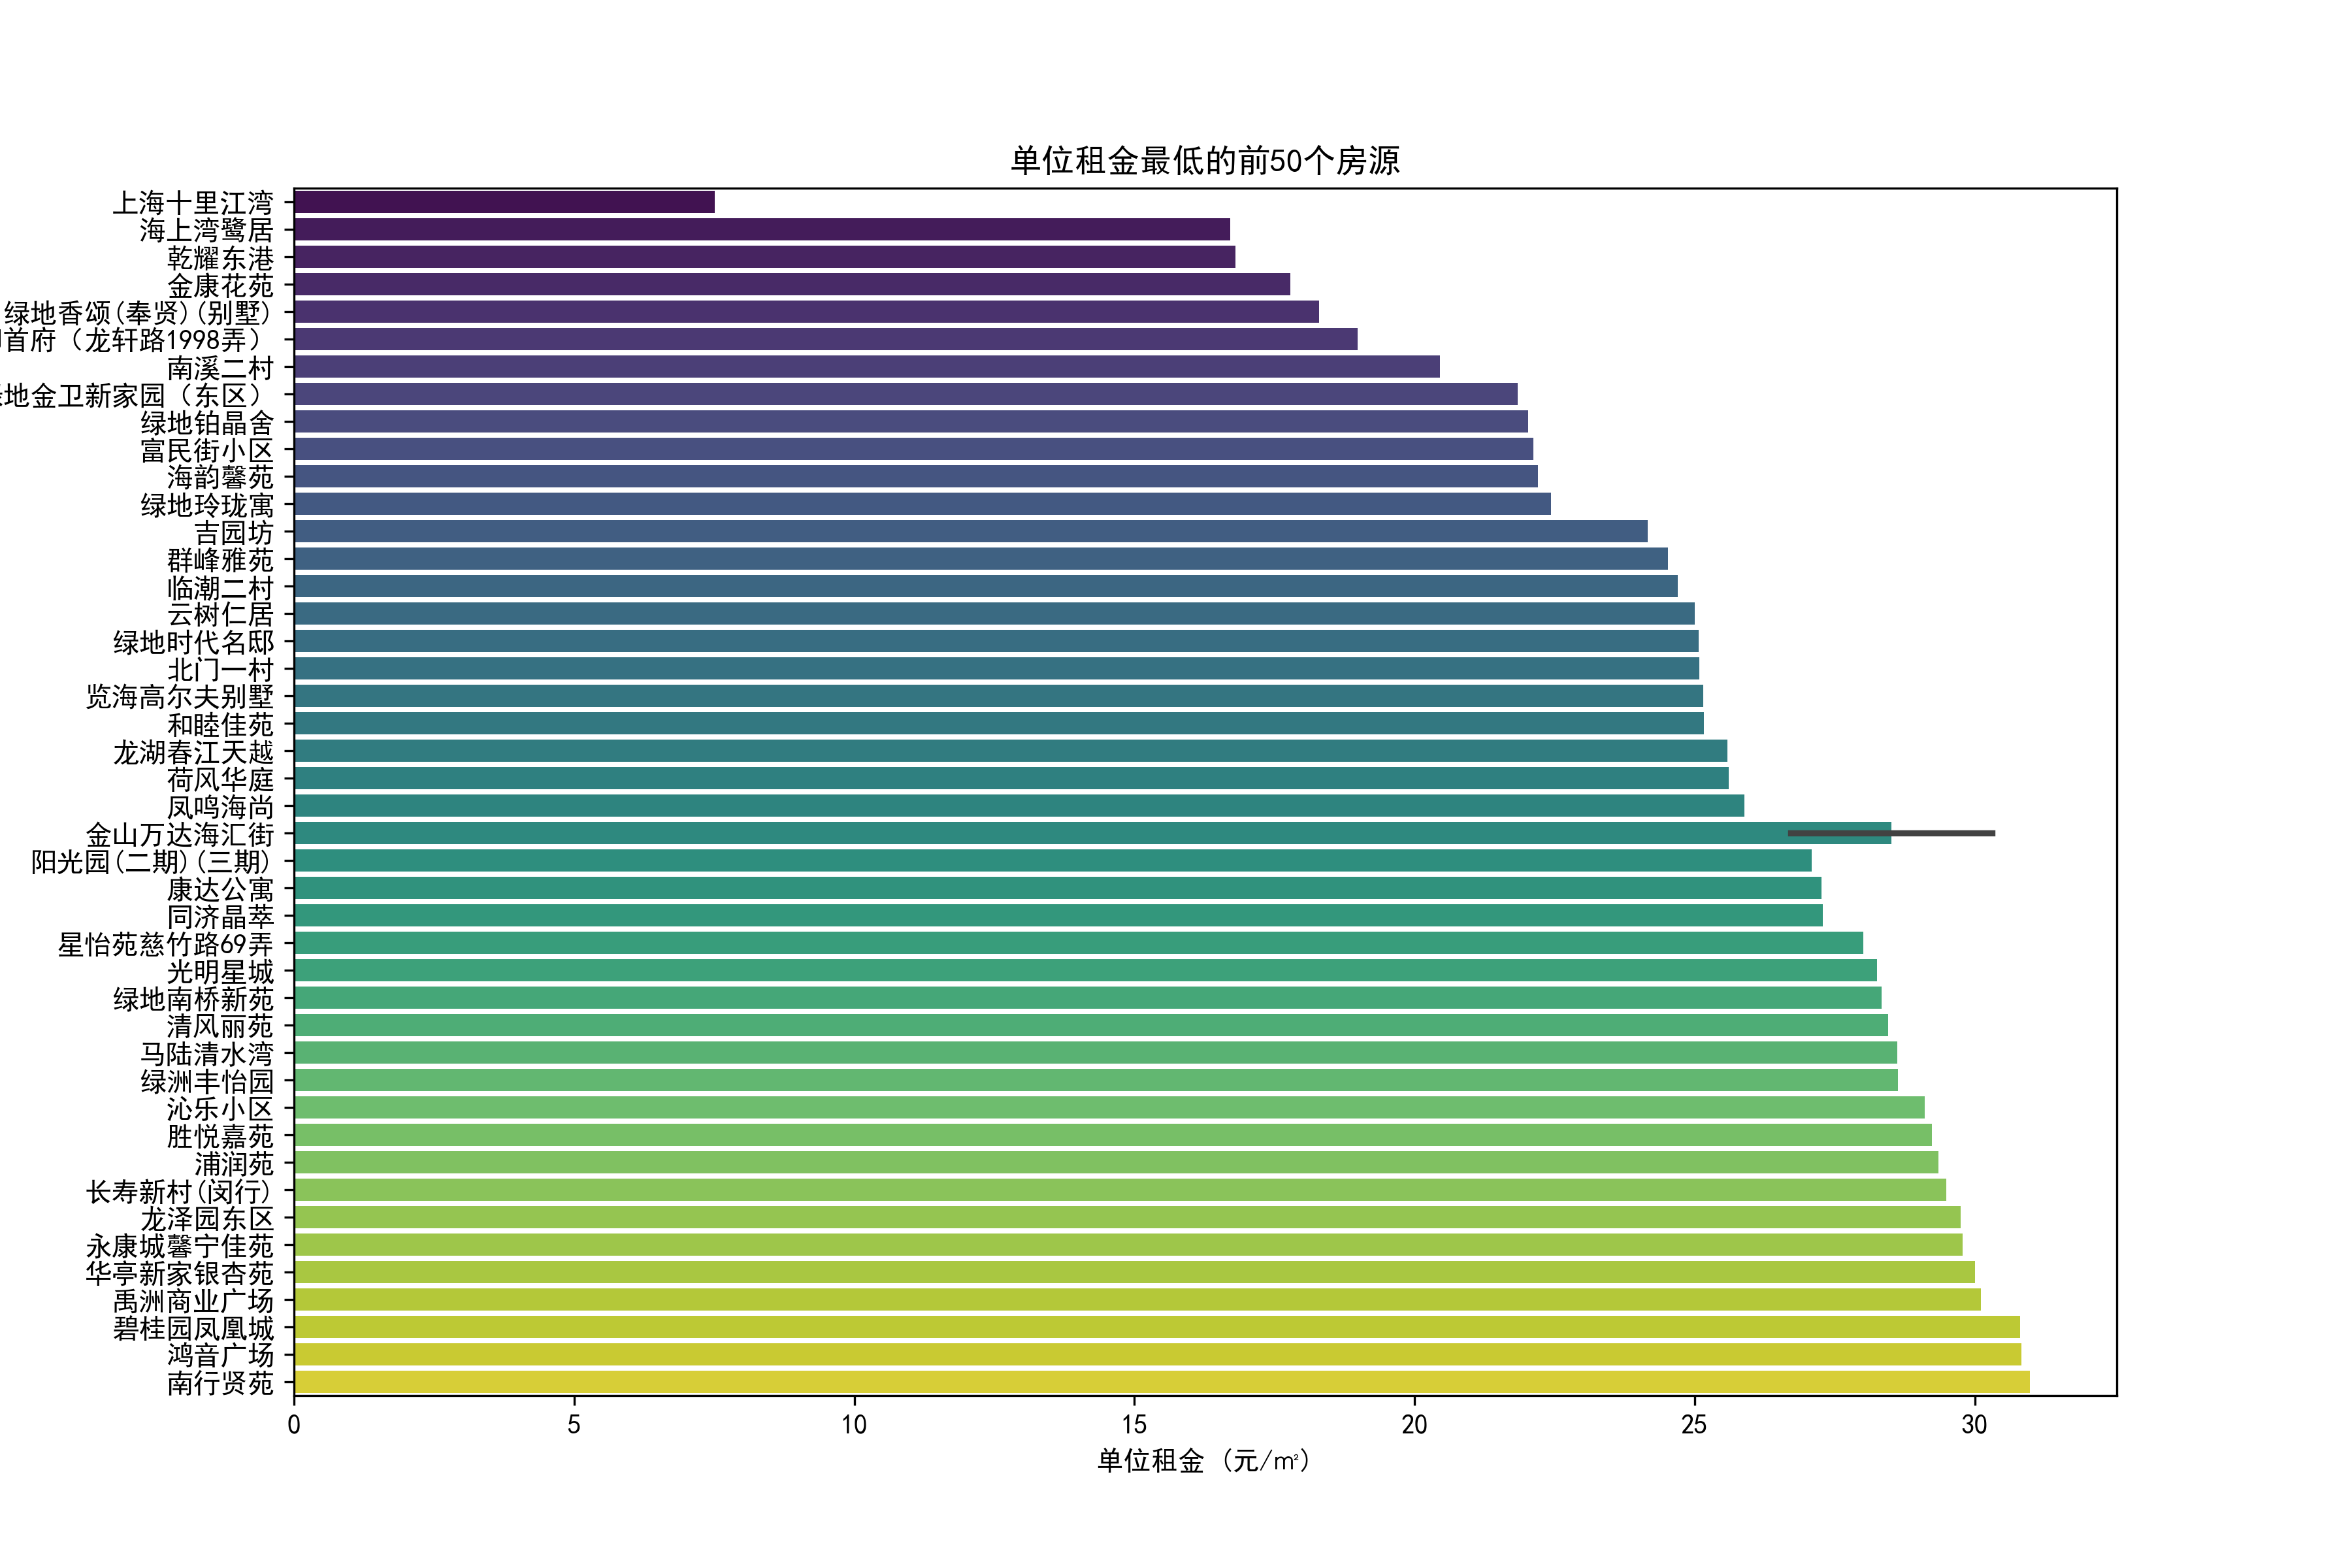 单位租金最低的前50个房源
上海十里江湾
海上湾鹭居
乾耀东港
金康花苑
绿地香颂(奉贤)(别墅)
首府（龙轩路1998弄）
南溪二村
地金卫新家园（东区）
绿地铂晶舍
富民街小区
海韵馨苑
绿地玲珑寓
吉园坊
群峰雅苑
临潮二村
云树仁居
绿地时代名邸
北门一村
览海高尔夫别墅
和睦佳苑
龙湖春江天越
荷风华庭
凤鸣海尚
金山万达海汇街
阳光园(二期)(三期)
康达公寓
同济晶萃
星怡苑慈竹路69弄
光明星城
绿地南桥新苑
清风丽苑
马陆清水湾
绿洲丰怡园
沁乐小区
胜悦嘉苑
浦润苑
长寿新村(闵行)
龙泽园东区
永康城馨宁佳苑
华亭新家银杏苑
禹洲商业广场
碧桂园凤凰城
鸿音广场
南行贤苑
0 5 10 15 20 25 30
单位租金 (元/㎡)